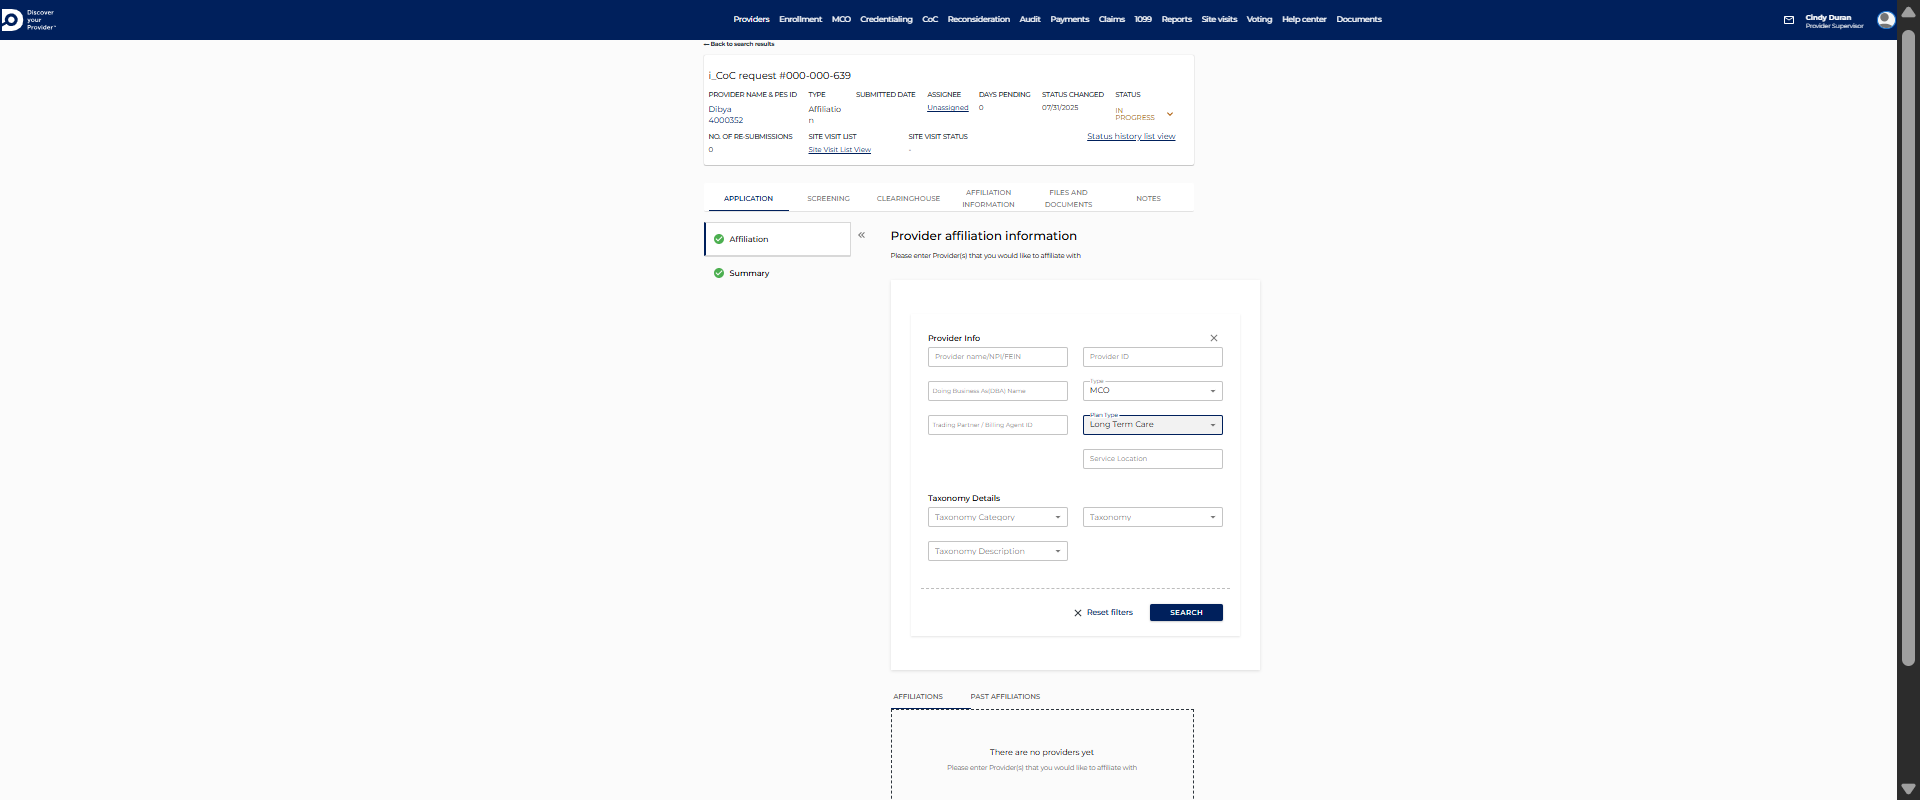 Discover
your
Provider
Providers Enrollment MCO Credentialing CoC Reconsideration Audit Payments Claims 1099 Reports Site visits Voting Help center Documents
Cindy Duran
Provider Supervisor
Back to search results
i_CoC request #000-000-639
PROVIDER NAME & PES ID TYPE SUBMITTED DATE ASSIGNEE DAYS PENDING STATUS CHANGED STATUS
Dibya
4000352
Affiliatio
n
Unassigned
0
07/31/2025
IN
PROGRESS
NO. OF RE-SUBMISSIONS SITE VISIT LIST SITE VISIT STATUS
Status history list view
0 Site Visit List View -
APPLICATION SCREENING CLEARINGHOUSE AFFILIATION INFORMATION FILES AND DOCUMENTS NOTES
Affiliation
Summary
Provider affiliation information
Please enter Provider(s) that you would like to affiliate with
Provider Info
Provider name/NPI/FEIN Provider ID
Type
Doing Business As(DBA) Name MCO
Plan Type
Trading Partner / Billing Agent ID Long Term Care
Service Location
Taxonomy Details
Taxonomy Category Taxonomy
Taxonomy Description
Reset filters SEARCH
AFFILIATIONS PAST AFFILIATIONS
There are no providers yet
Please enter Provider(s) that you would like to affiliate with